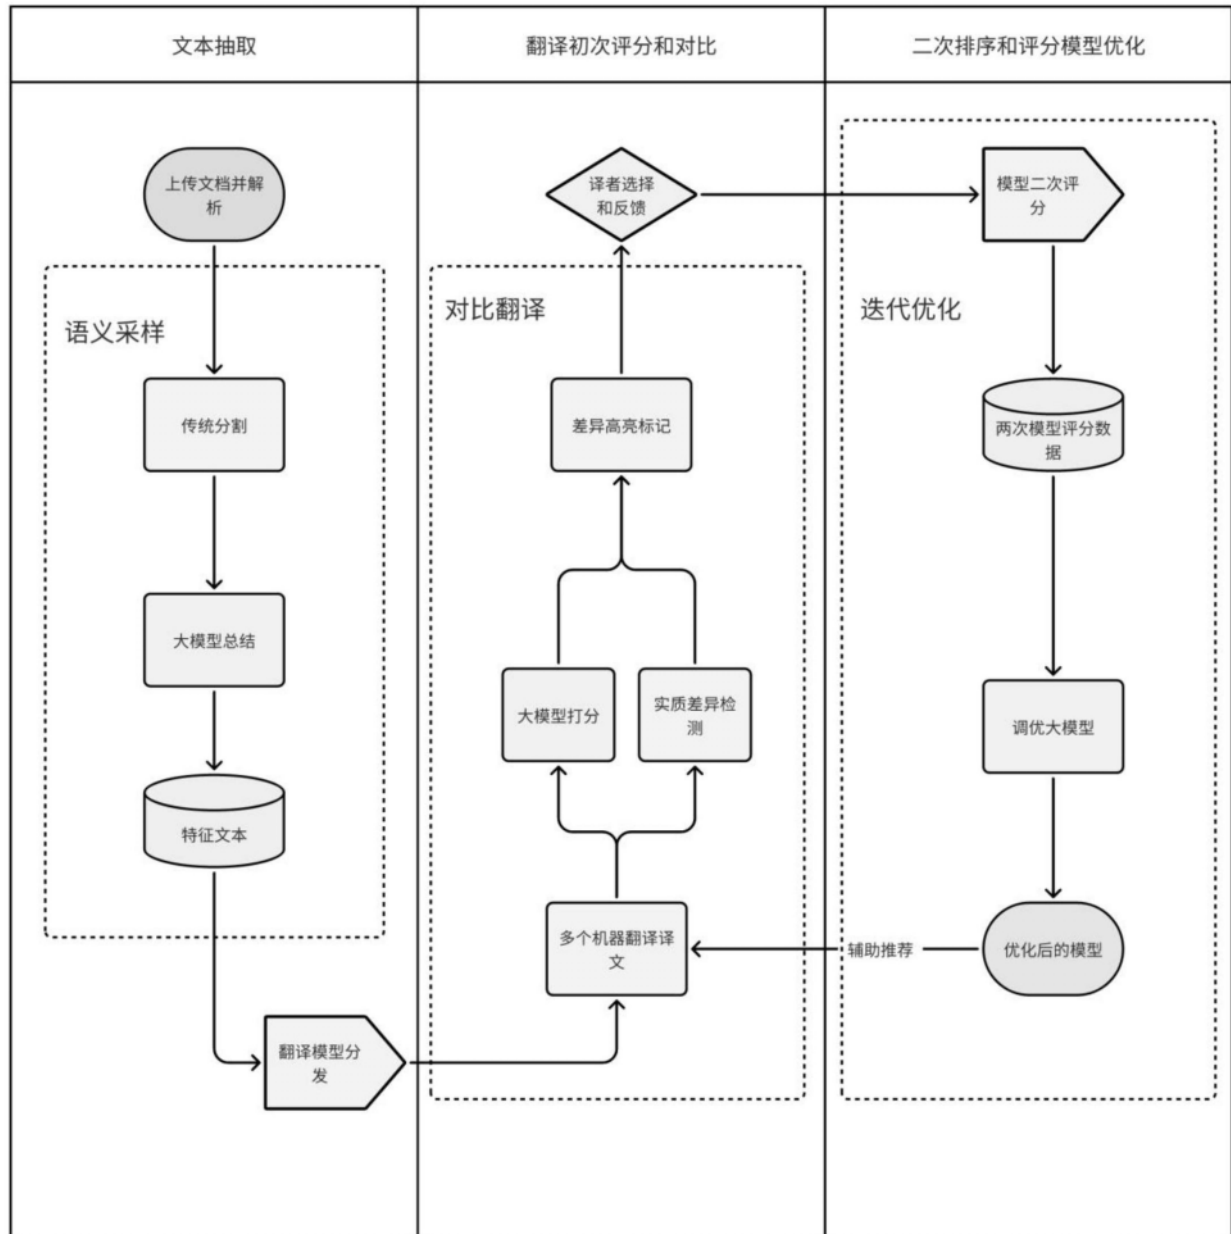 文本抽取
翻译初次评分和对比
二次排序和评分模型优化
上传文档并解
析
语义采样
传统分割
大模型总结
特征文本
翻译模型分
发
译者选择
和反馈
对比翻译
差异高亮标记
大模型打分
实质差异检
测
多个机器翻译译
文
模型二次评
分
迭代优化
两次模型评分数
据
调优大模型
优化后的模型
辅助推荐